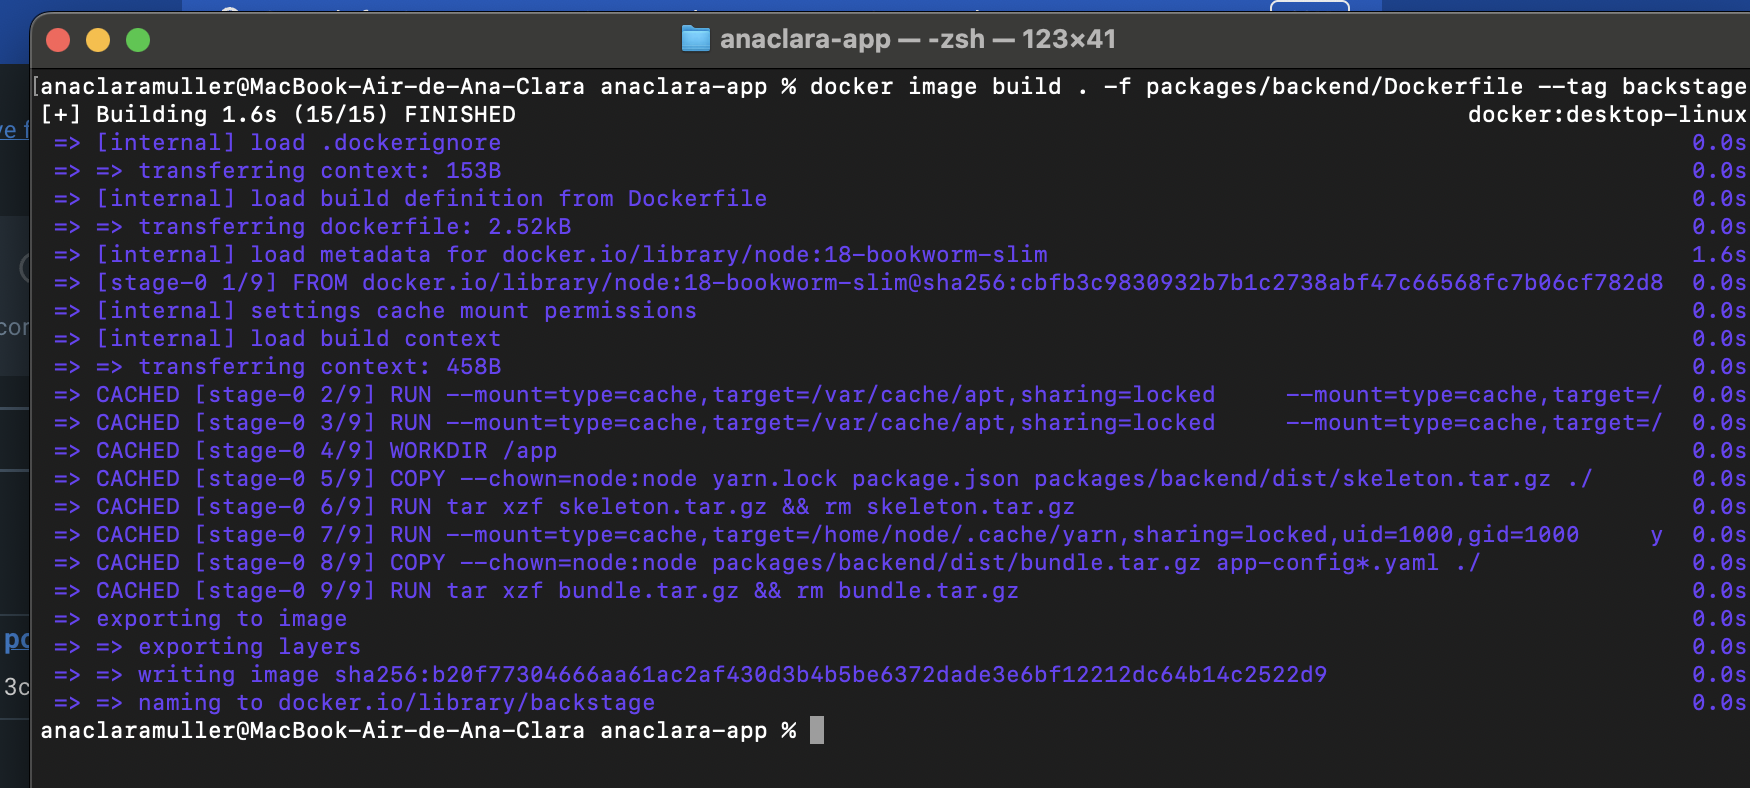 anaclara-app — -zsh — 123×41
[anaclaramuller@MacBook-Air-de-Ana-Clara anaclara-app % docker image build . -f packages/backend/Dockerfile --tag backstage
[+] Building 1.6s (15/15) FINISHED docker:desktop-linux
=> [internal] load .dockerignore 0.0s
=> => transferring context: 153B 0.0s
=> [internal] load build definition from Dockerfile 0.0s
=> => transferring dockerfile: 2.52kB 0.0s
=> [internal] load metadata for docker.io/library/node:18-bookworm-slim 1.6s
=> [stage-0 1/9] FROM docker.io/library/node:18-bookworm-slim@sha256:cbfb3c9830932b7b1c2738abf47c66568fc7b06cf782d8 0.0s
=> [internal] settings cache mount permissions 0.0s
=> [internal] load build context 0.0s
=> => transferring context: 458B 0.0s
=> CACHED [stage-0 2/9] RUN --mount=type=cache,target=/var/cache/apt,sharing=locked --mount=type=cache,target=/ 0.0s
=> CACHED [stage-0 3/9] RUN --mount=type=cache,target=/var/cache/apt,sharing=locked --mount=type=cache,target=/ 0.0s
=> CACHED [stage-0 4/9] WORKDIR /app 0.0s
=> CACHED [stage-0 5/9] COPY --chown=node:node yarn.lock package.json packages/backend/dist/skeleton.tar.gz ./ 0.0s
=> CACHED [stage-0 6/9] RUN tar xzf skeleton.tar.gz && rm skeleton.tar.gz 0.0s
=> CACHED [stage-0 7/9] RUN --mount=type=cache,target=/home/node/.cache/yarn,sharing=locked,uid=1000,gid=1000 y 0.0s
=> CACHED [stage-0 8/9] COPY --chown=node:node packages/backend/dist/bundle.tar.gz app-config*.yaml ./ 0.0s
=> CACHED [stage-0 9/9] RUN tar xzf bundle.tar.gz && rm bundle.tar.gz 0.0s
=> exporting to image 0.0s
=> => exporting layers 0.0s
=> => writing image sha256:b20f77304666aa61ac2af430d3b4b5be6372dade3e6bf12212dc64b14c2522d9 0.0s
=> => naming to docker.io/library/backstage 0.0s
anaclaramuller@MacBook-Air-de-Ana-Clara anaclara-app %